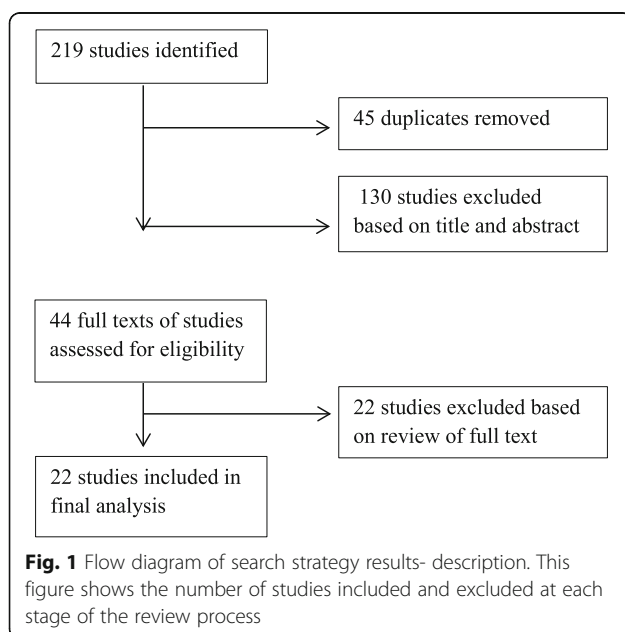 219 studies identified
45 duplicates removed
130 studies excluded
based on title and abstract
44 full texts of studies
assessed for eligibility
22 studies excluded based
on review of full text
22 studies included in
final analysis
Fig. 1 Flow diagram of search strategy results- description. This
figure shows the number of studies included and excluded at each
stage of the review process